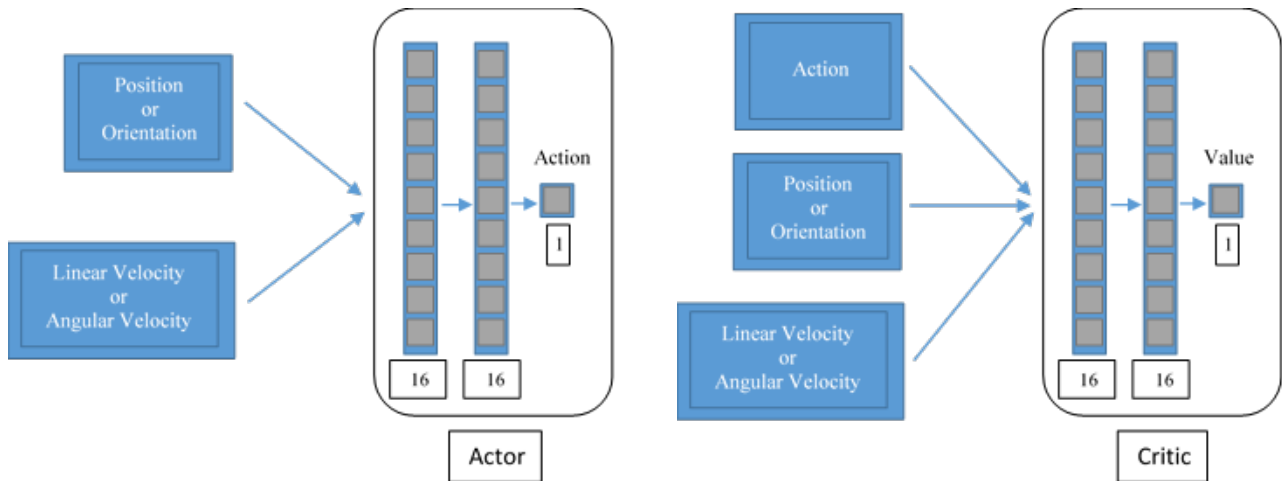 Position
or
Orientation
Linear Velocity
or
Angular Velocity
Action
1
16
16
Actor
Action
Position
or
Orientation
Linear Velocity
or
Angular Velocity
Value
1
16
16
Critic